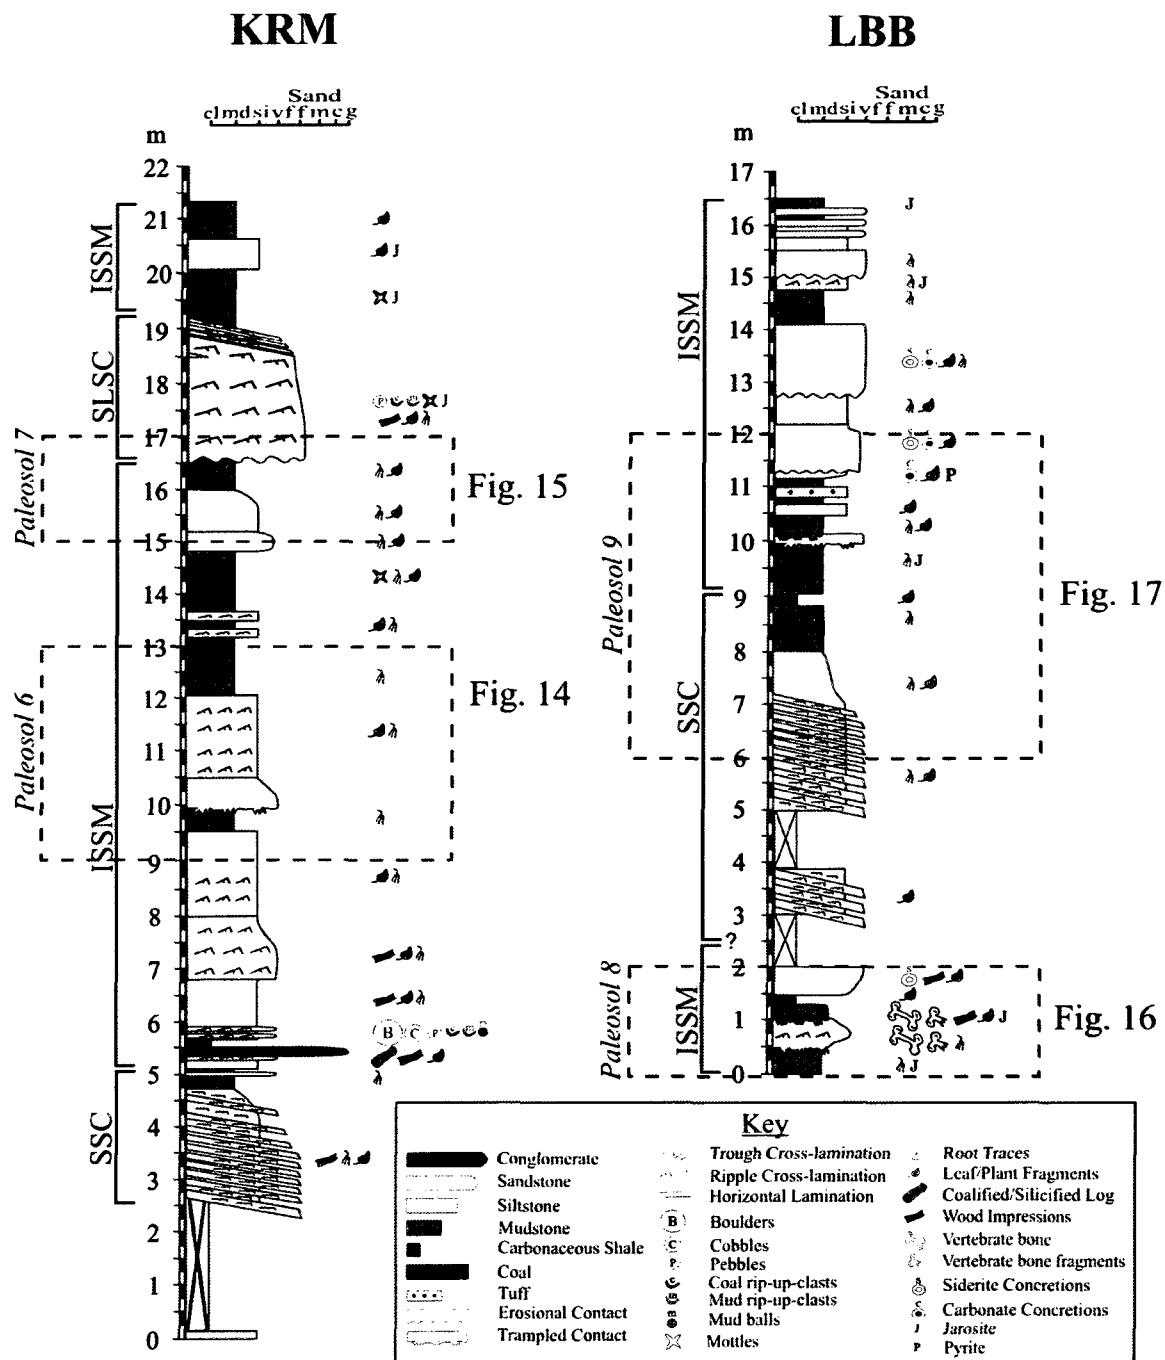 KRM
Sand
clmdsivffmcg
m
22
21
20
19
18
17
16
15
14
13
12
11
10
9
8
7
6
5
4
3
2
1
0
ISSM
SLSC
ISSM
SSC
Paleosol 7
Paleosol 6
Fig. 15
Fig. 14
J
J
P
J
B
C
P
LBB
Sand
clmdsivffmcg
m
17
16
15
14
13
12
11
10
9
8
7
6
5
4
3
?
2
1
0
ISSM
SSC
ISSM
Paleosol 9
Paleosol 8
Fig. 17
Fig. 16
J
J
S C
S C
C P
J
S
J
J
Key
Conglomerate
Sandstone
Siltstone
Mudstone
Carbonaceous Shale
Coal
Tuff
Erosional Contact
Trampled Contact
Trough Cross-lamination
Ripple Cross-lamination
Horizontal Lamination
B Boulders
C Cobbles
P Pebbles
Coal rip-up-clasts
Mud rip-up-clasts
Mud balls
Mottles
Root Traces
Leaf/Plant Fragments
Coalified/Silicified Log
Wood Impressions
Vertebrate bone
Vertebrate bone fragments
S Siderite Concretions
C Carbonate Concretions
J Jarosite
P Pyrite